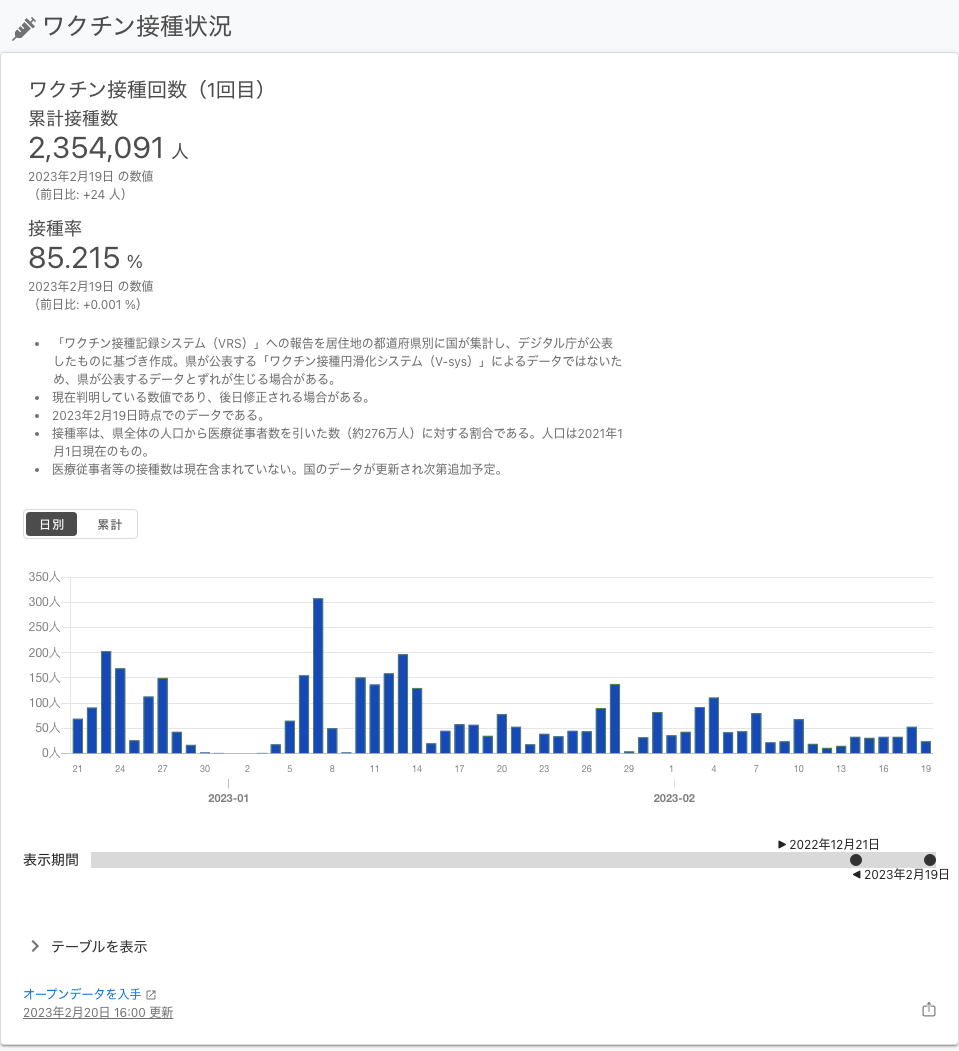 ワクチン接種状況
ワクチン接種回数（1回目）
累計接種数
2,354,091 人
2023年2月19日 の数値
（前日比: +24 人）
接種率
85.215 %
2023年2月19日 の数値
（前日比: +0.001 %）
「ワクチン接種記録システム（VRS）」への報告を居住地の都道府県別に国が集計し、デジタル庁が公表
したものに基づき作成。県が公表する「ワクチン接種円滑化システム（V-sys）」によるデータではないた
め、県が公表するデータとずれが生じる場合がある。
現在判明している数値であり、後日修正される場合がある。
2023年2月19日時点でのデータである。
接種率は、県全体の人口から医療従事者数を引いた数（約276万人）に対する割合である。人口は2021年1
月1日現在のもの。
医療従事者等の接種数は現在含まれていない。国のデータが更新され次第追加予定。
日別 累計
350人
300人
250人
200人
150人
100人
50人
0人
21 24 27 30 2 5 8 11 14 17 20 23 26 29 1 4 7 10 13 16 19
2023-01 2023-02
2022年12月21日
表示期間
2023年2月19日
テーブルを表示
オープンデータを入手
2023年2月20日 16:00 更新